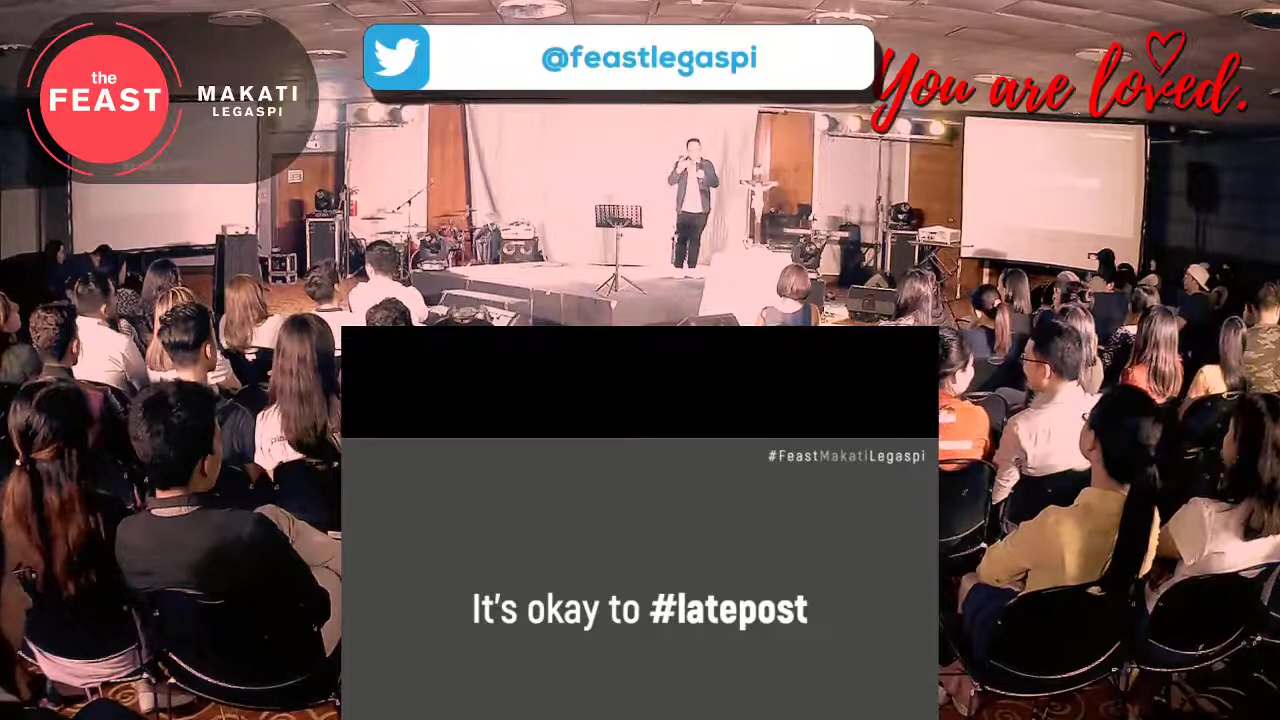 the
FEAST
MAKATI
LEGASPI
@feastlegaspi
You are loved.
#FeastMakatiLegaspi
It's okay to #latepost